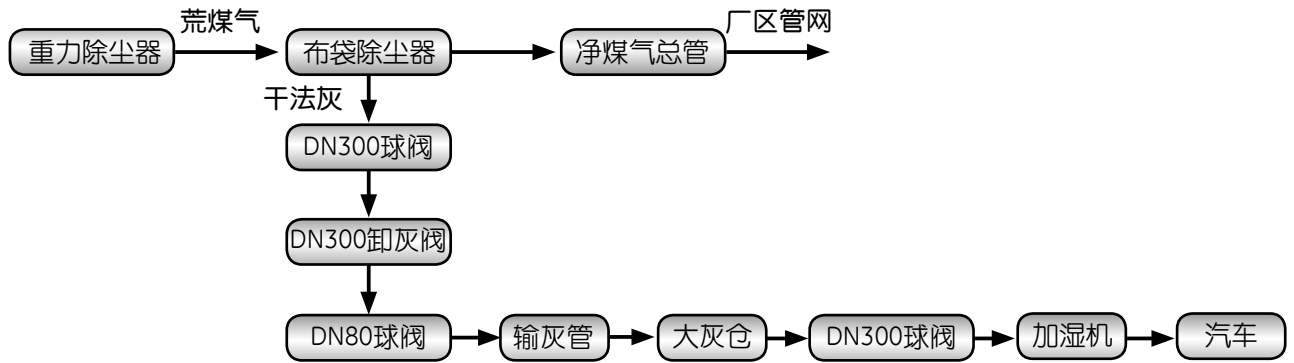 荒煤气
厂区管网
重力除尘器
布袋除尘器
净煤气总管
干法灰
DN300球阀
DN300卸灰阀
DN80球阀
输灰管
大灰仓
DN300球阀
加湿机
汽车